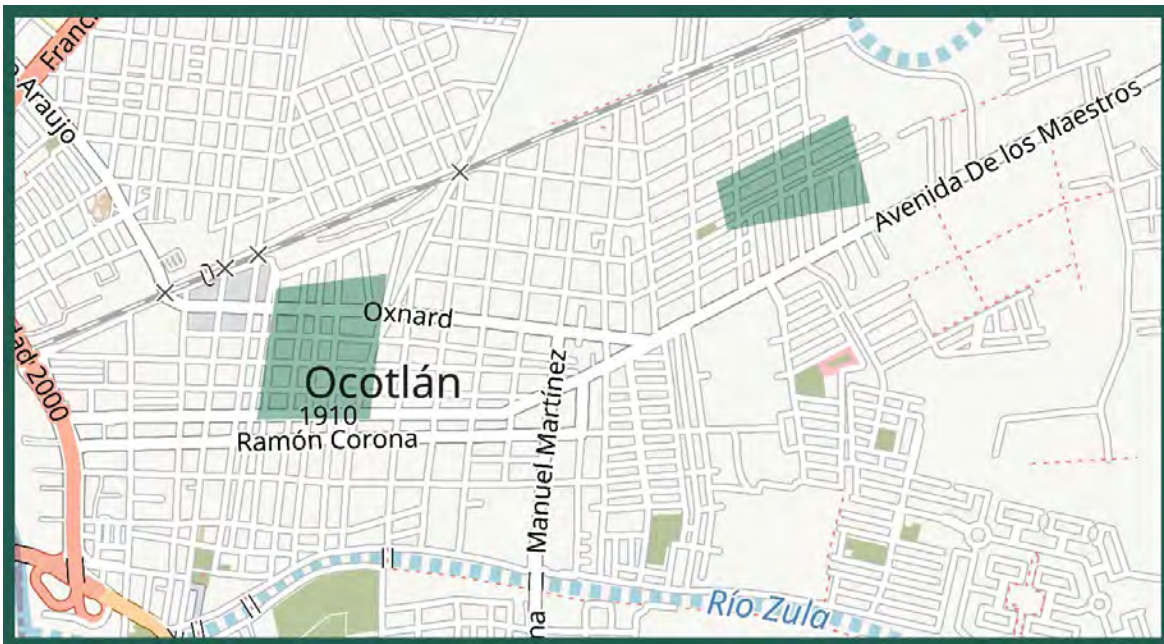 Franc
Araujo
Avenida De los Maestros
Oxnard
dad 2000
Ocotlán
1910
Ramón Corona
Manuel Martínez
Río Zula
na